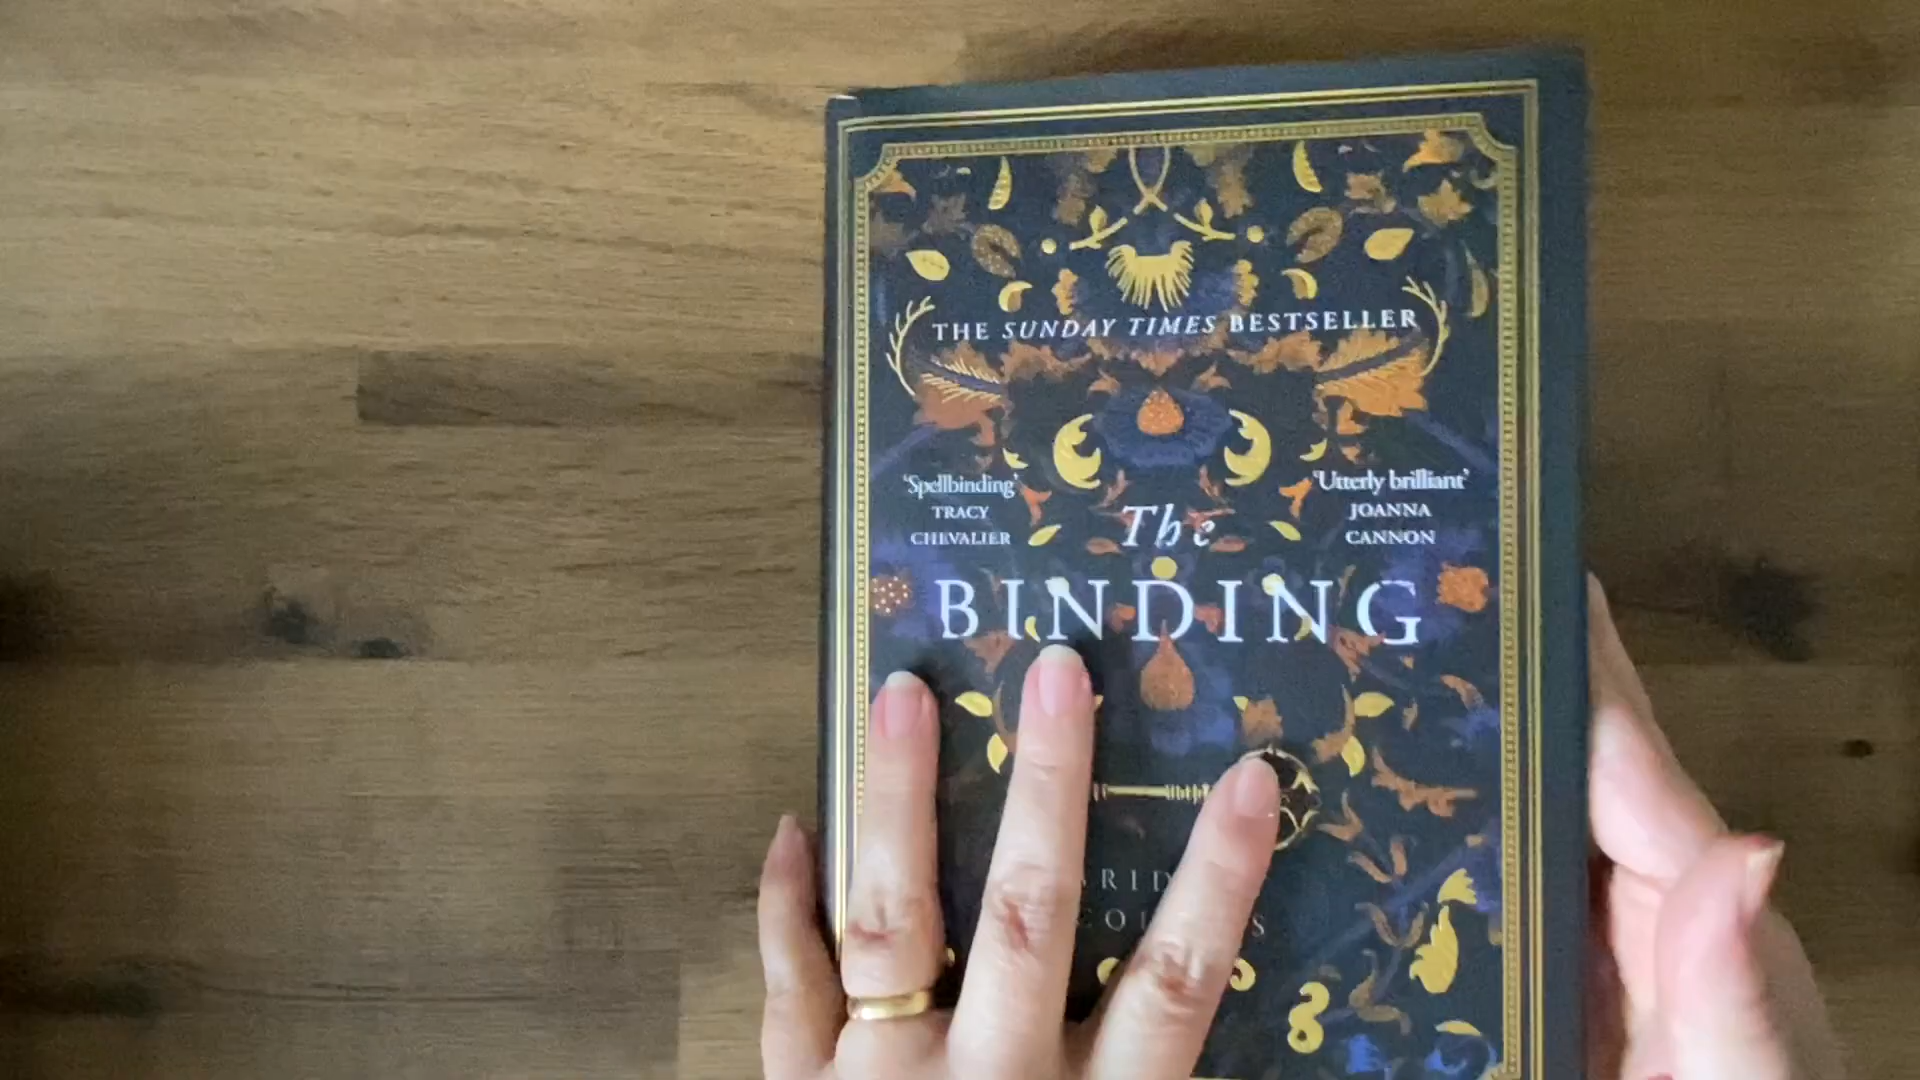 THE SUNDAY TIMES BESTSELLER
'Spellbinding'
TRACY
CHEVALIER
'Utterly brilliant'
JOANNA
CANNON
The
BINDING